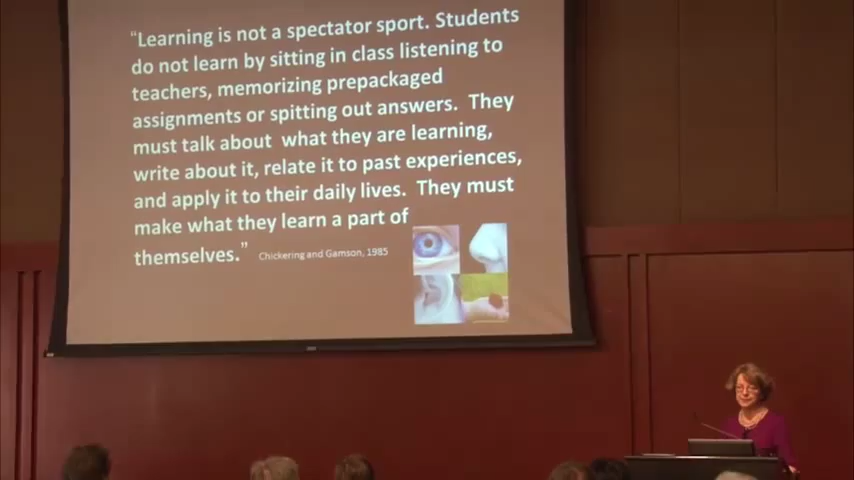 “Learning is not a spectator sport. Students
do not learn by sitting in class listening to
teachers, memorizing prepackaged
assignments or spitting out answers. They
must talk about what they are learning,
write about it, relate it to past experiences,
and apply it to their daily lives. They must
make what they learn a part of
themselves.” Chickering and Gamson, 1985